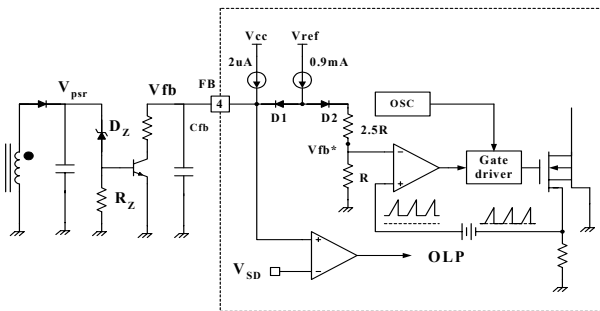 Vcc Vref
2uA 0.9mA
Vpsr Vfb FB 4 OSC
D1 D2
DZ Cfb 2.5R
Vfb* − Gate driver
R +
RZ
+
VSD − OLP